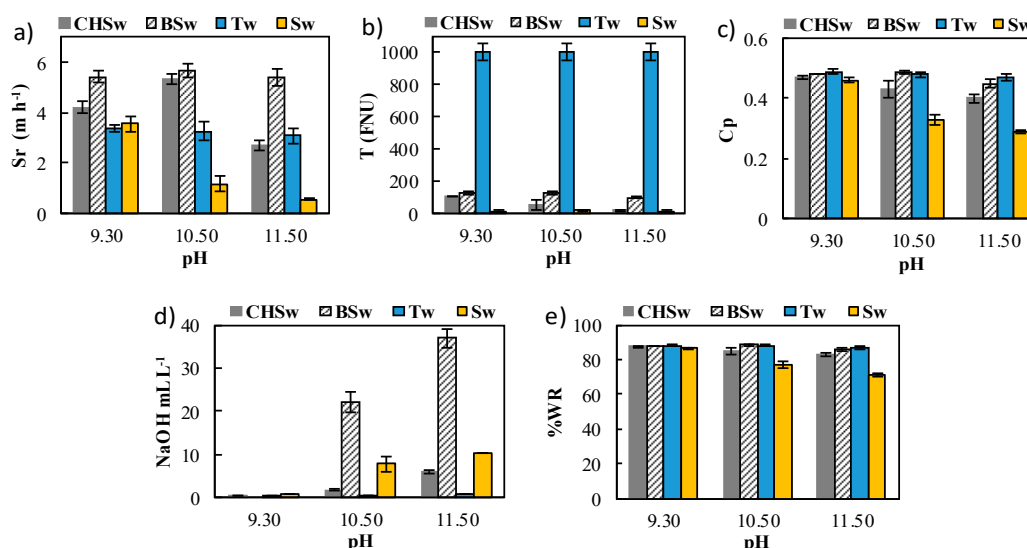 a)
CHSw BSw Tw Sw
Sr (m h⁻¹)
8
6
4
2
0
9.30 10.50 11.50
pH
b)
CHSw BSw Tw Sw
T (FNU)
1000
800
600
400
200
0
9.30 10.50 11.50
pH
c)
CHSw BSw Tw Sw
Cp
0.6
0.4
0.2
0
9.30 10.50 11.50
pH
d)
CHSw BSw Tw Sw
NaOH mL L⁻¹
40
30
20
10
0
9.30 10.50 11.50
pH
e)
CHSw BSw Tw Sw
%WR
100
80
60
40
20
0
9.30 10.50 11.50
pH